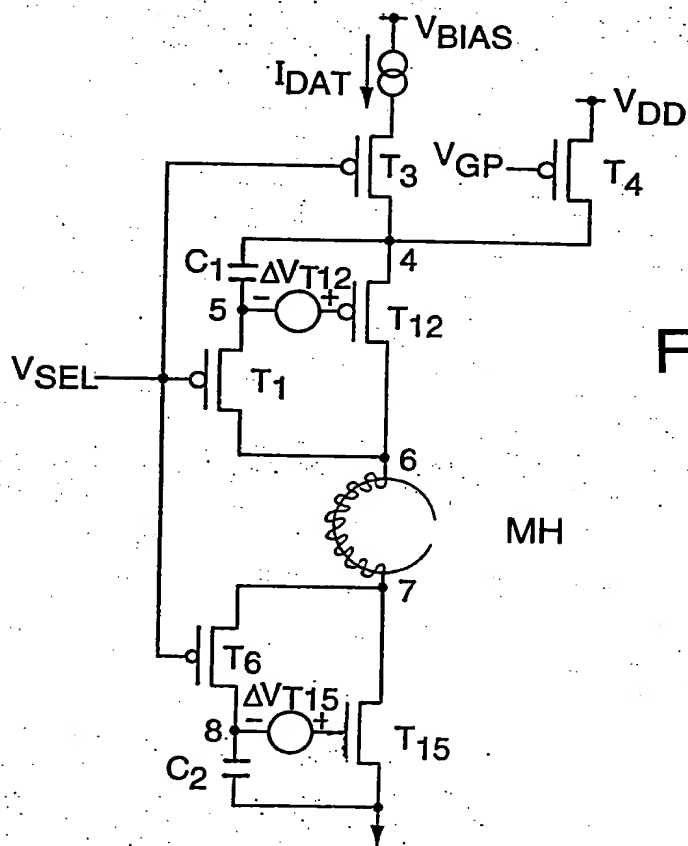 VBIAS
IDAT
VDD
VGP
T3
T4
4
C1
ΔVT12
5
- +
T12
VSEL
T1
F
6
MH
7
T6
ΔVT15
8
- +
T15
C2